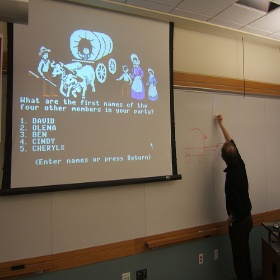 What are the first names of the
four other members in your party?
1. DAVID
2. OLENA
3. BEN
4. CINDY
5. CHERYLX
(Enter names or press Return)